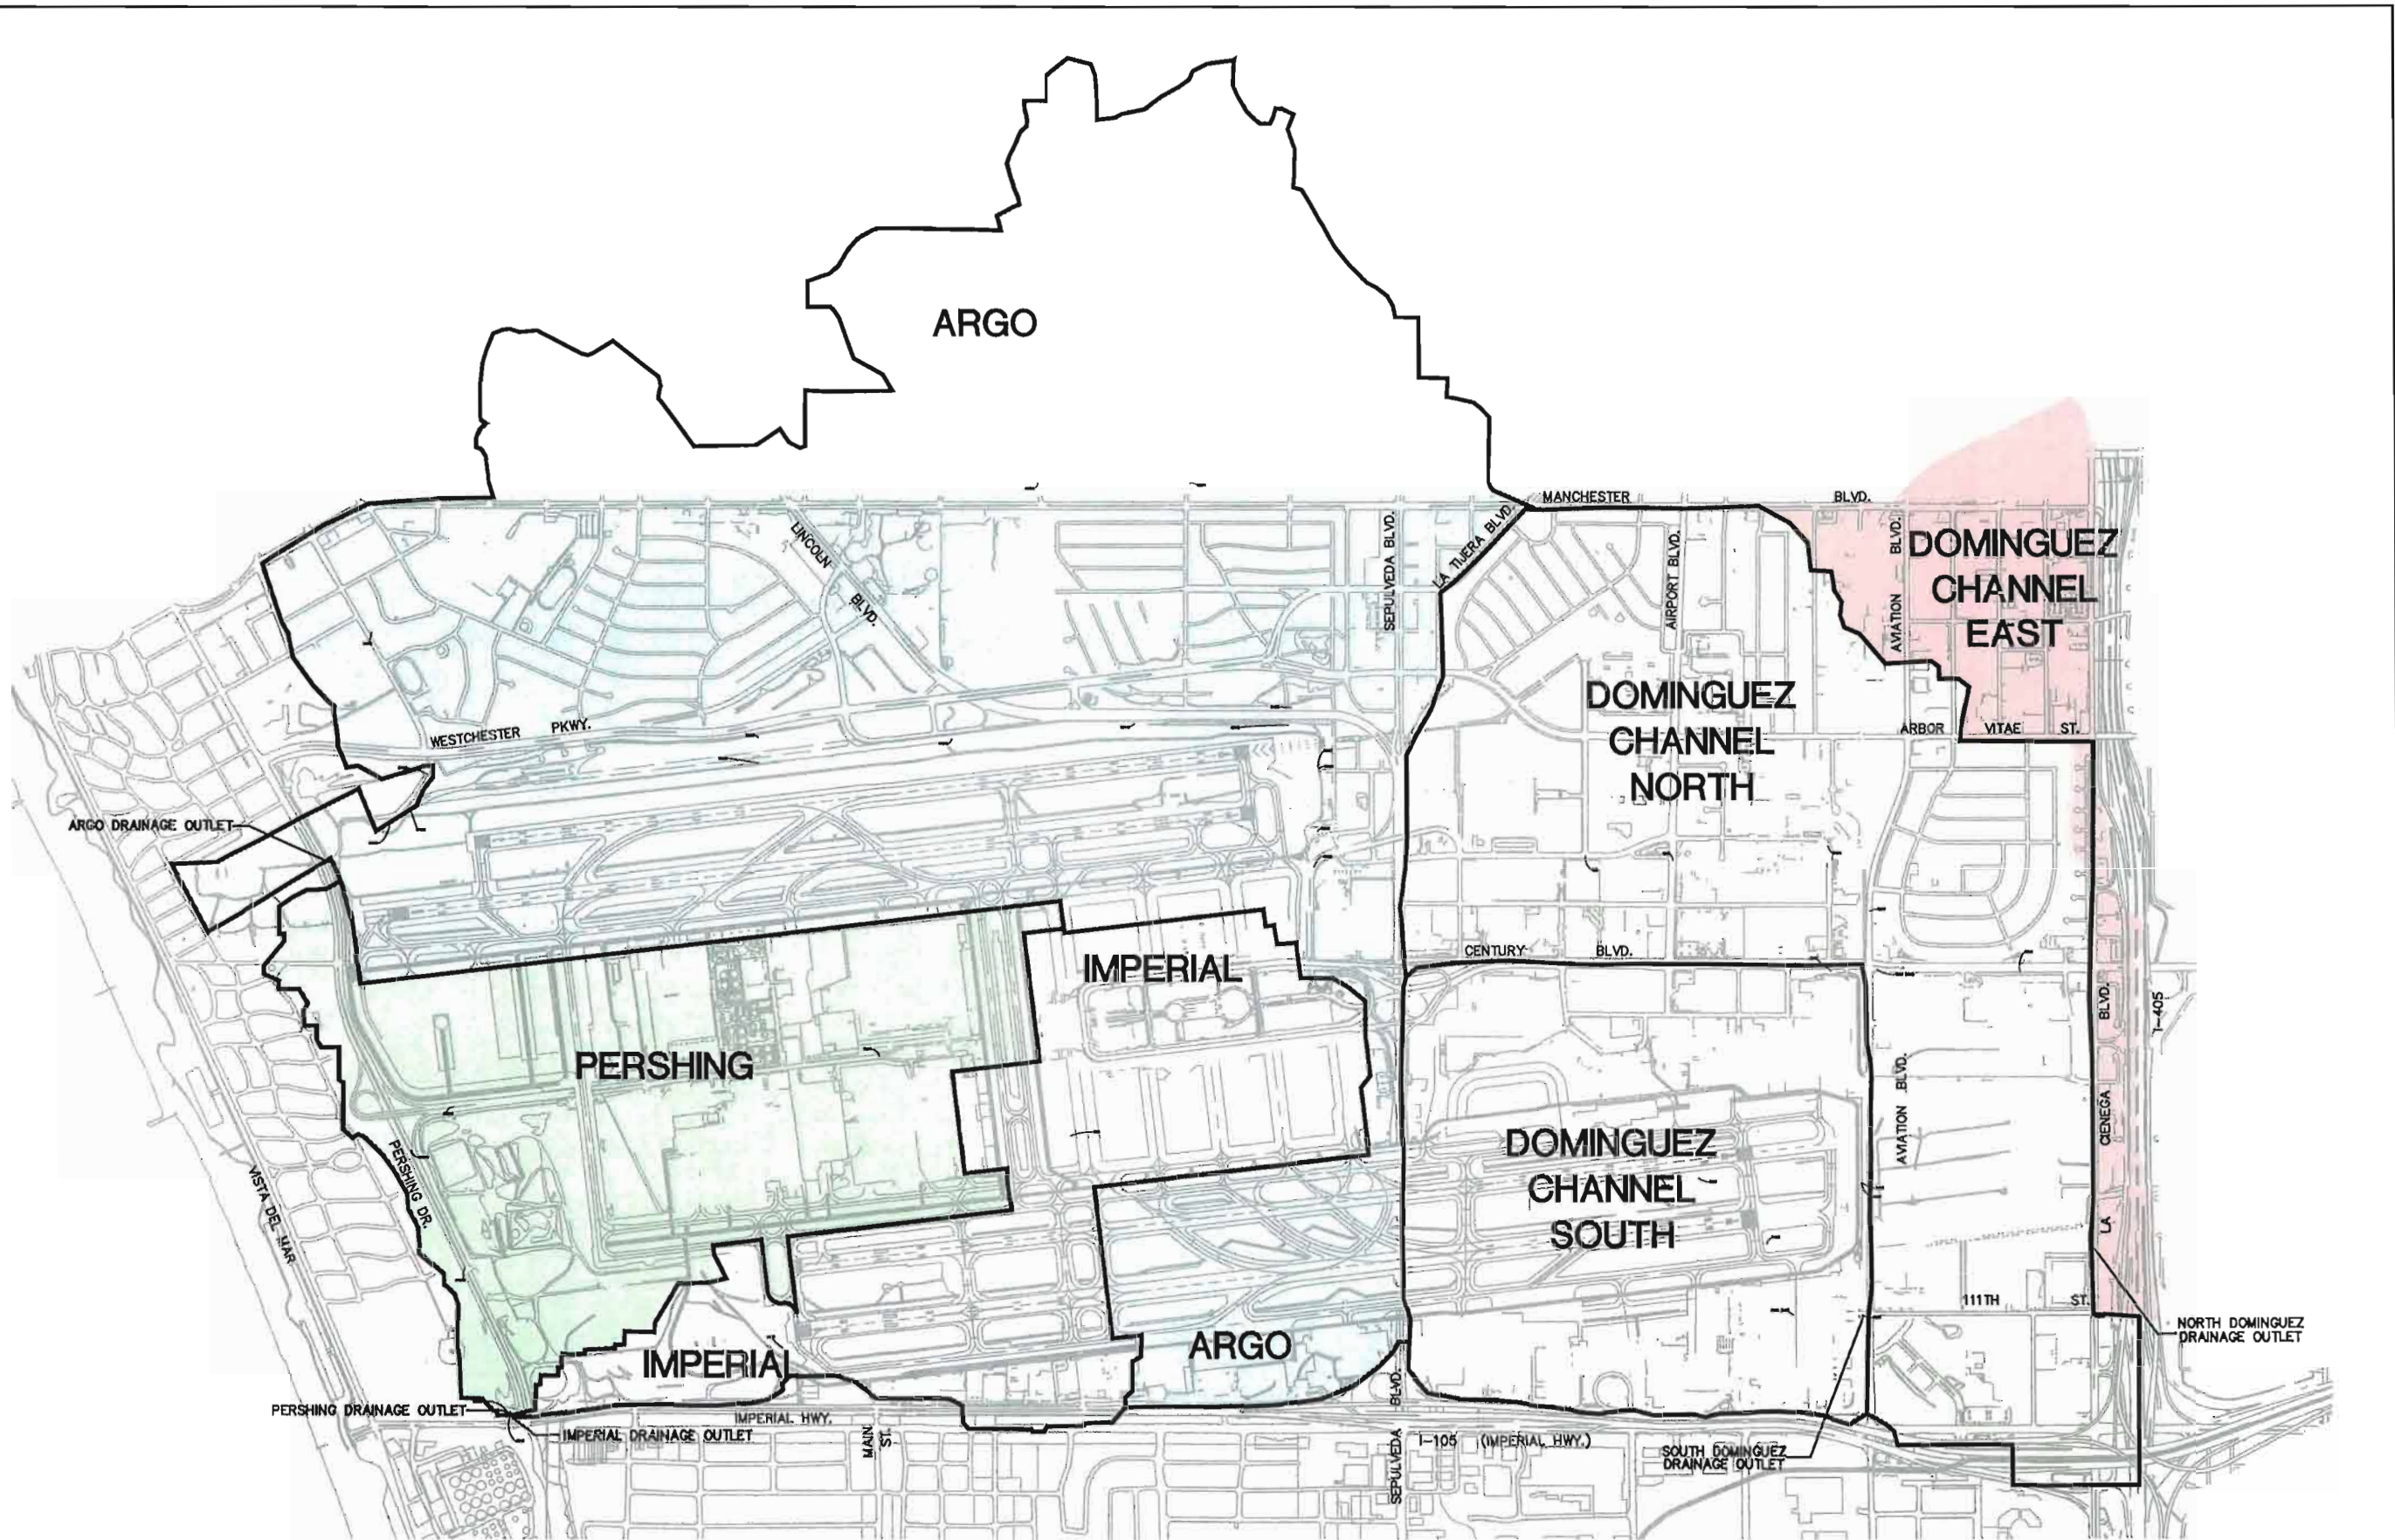 ARGO
MANCHESTER
BLVD.
LINCOLN
BLVD.
SEPULVEDA BLVD.
LA TIJERA BLVD.
AIRPORT BLVD.
AVIATION BLVD.
DOMINGUEZ
CHANNEL
EAST
DOMINGUEZ
CHANNEL
NORTH
WESTCHESTER PKWY.
ARBOR VITAE ST.
ARGO DRAINAGE OUTLET
IMPERIAL
CENTURY BLVD.
PERSHING
I-405
LA CIENEGA BLVD.
AVIATION BLVD.
DOMINGUEZ
CHANNEL
SOUTH
PERSHING DR.
VISTA DEL MAR
111TH ST.
NORTH DOMINGUEZ
DRAINAGE OUTLET
ARGO
IMPERIAL
PERSHING DRAINAGE OUTLET
IMPERIAL HWY.
IMPERIAL DRAINAGE OUTLET
MAIN
ST.
SEPULVEDA BLVD.
I-105 (IMPERIAL HWY.)
SOUTH DOMINGUEZ
DRAINAGE OUTLET